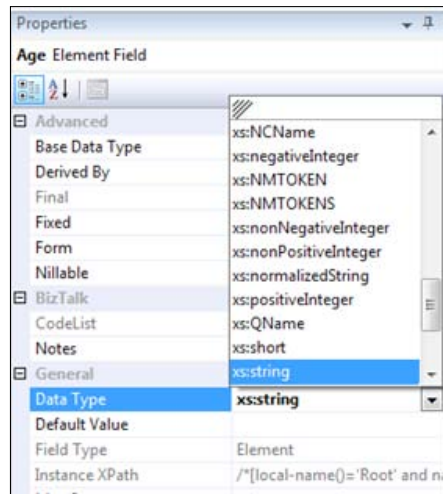 Properties
Age Element Field
Advanced
Base Data Type
Derived By
Final
Fixed
Form
Nillable
BizTalk
CodeList
Notes
General
xs:NCName
xs:negativeInteger
xs:NMTOKEN
xs:NMTOKENS
xs:nonNegativeInteger
xs:nonPositiveInteger
xs:normalizedString
xs:positiveInteger
xs:QName
xs:short
xs:string
Data Type xs:string
Default Value
Field Type Element
Instance XPath /*[local-name()='Root' and na